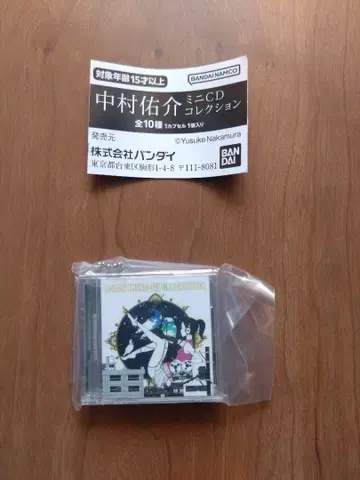 対象年齢15才以上
BANDAI NAMCO
中村佑介 ミニCDコレクション
全10種 1カプセル1個入り
©Yusuke Nakamura
発売元
株式会社バンダイ
東京都台東区駒形1-4-8 〒111-8081
BAN
DAI